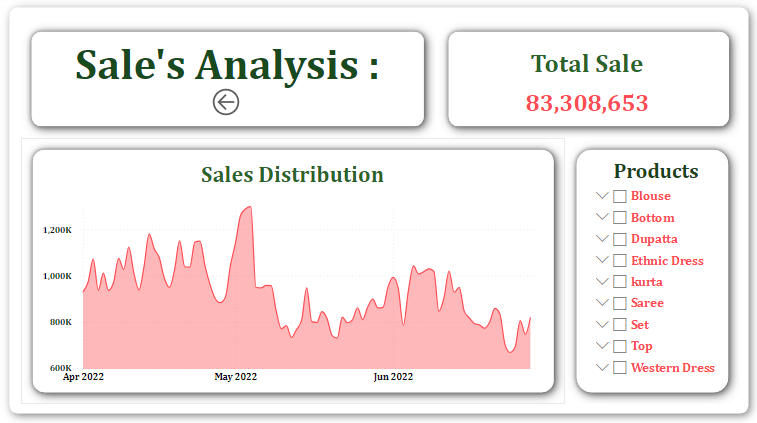 Sale's Analysis :
Total Sale
83,308,653
Sales Distribution
1,200K
1,000K
800K
600K
Apr 2022
May 2022
Jun 2022
Products
Blouse
Bottom
Dupatta
Ethnic Dress
kurta
Saree
Set
Top
Western Dress